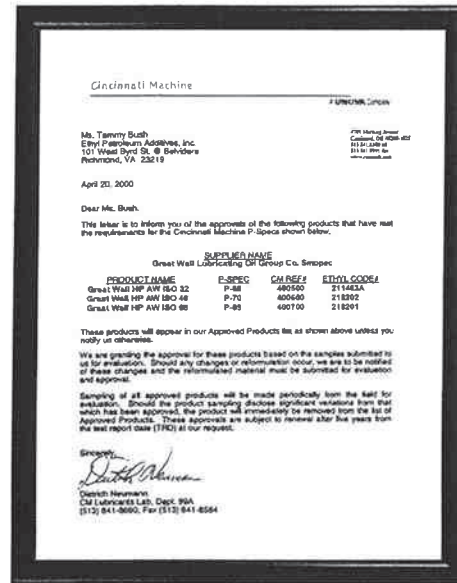 Cincinnati Machine
A UNOVA Company
Ms. Tammy Bush
Ethyl Petroleum Additives, Inc.
101 West Byrd St. @ Belvidere
Richmond, VA 23219
April 20, 2000
Dear Ms. Bush,
This letter is to inform you of the approvals of the following products that have met
the requirements for the Cincinnati Machine P-Specs shown below.
SUPPLIER NAME
Great Wall Lubricating Oil Group Co. Sinopec
PRODUCT NAME P-SPEC CM REF# ETHYL CODE#
Great Wall HP AW ISO 32 P-68
Great Wall HP AW ISO 46 P-70 218202
Great Wall HP AW ISO 68 400700 218201
These products will appear in our Approved Products list as shown above unless you
notify us otherwise.
We are granting the approval for these products based on the samples submitted to
us for evaluation. Should any changes or reformulation occur, we are to be notified
of these changes and the reformulated material must be submitted for evaluation
and approval.
Sampling of all approved products will be made periodically from the field for
evaluation. Should the product sampling disclose significant variations from that
which has been approved, the product will immediately be removed from the list of
Approved Products. These approvals are subject to renewal after five years from
the test report date (TRD) at our request.
Sincerely,
Dietrich Neumann
CM Lubricants Lab, Dept. 99A
(513) 841-8000, Fax (513) 841-8564